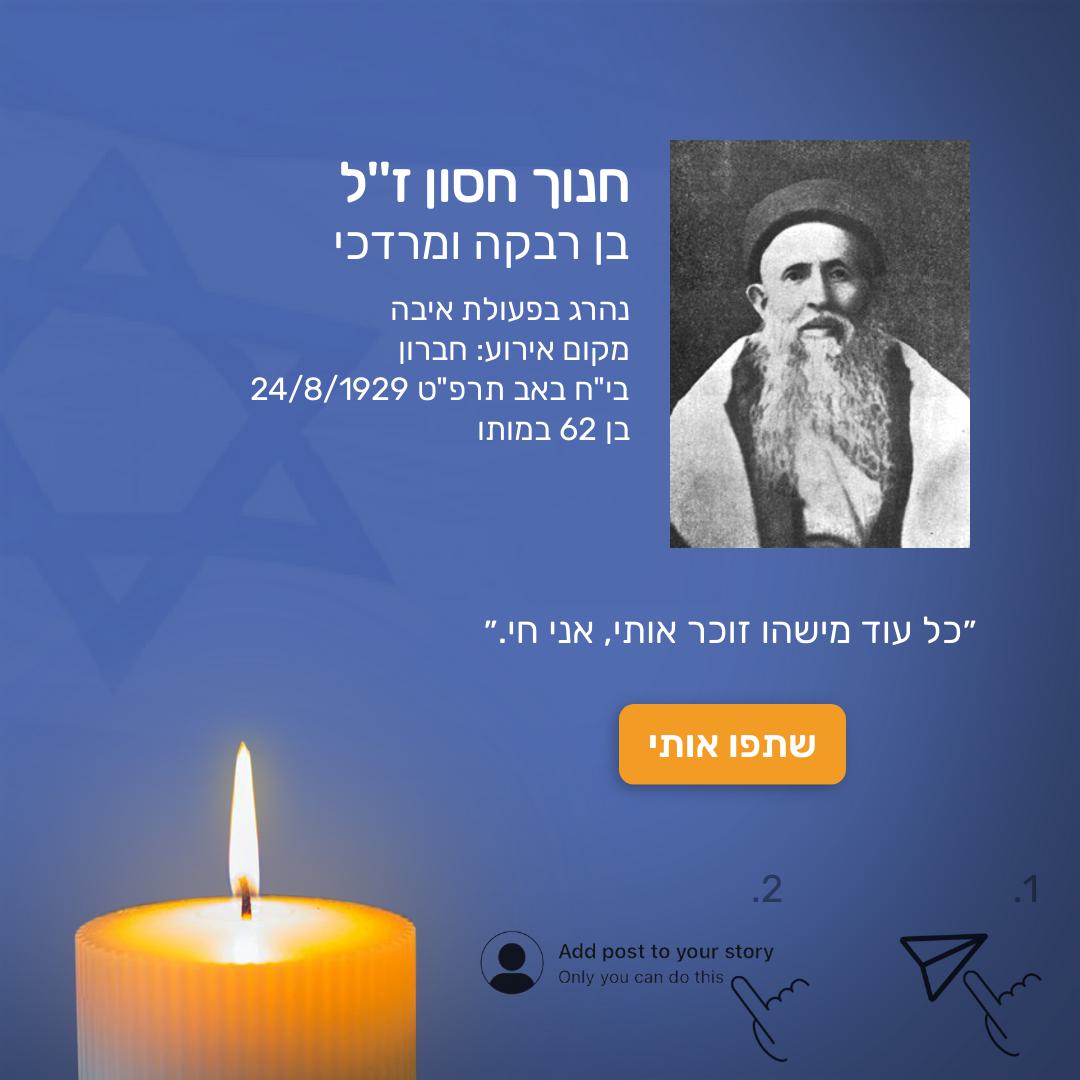 חנוך חסון ז"ל
בן רבקה ומרדכי
נהרג בפעולת איבה
מקום אירוע: חברון
בי"ח באב תרפ"ט 24/8/1929
בן 62 במותו
״כל עוד מישהו זוכר אותי, אני חי.״
שתפו אותי
1.
2.
Add post to your story
Only you can do this